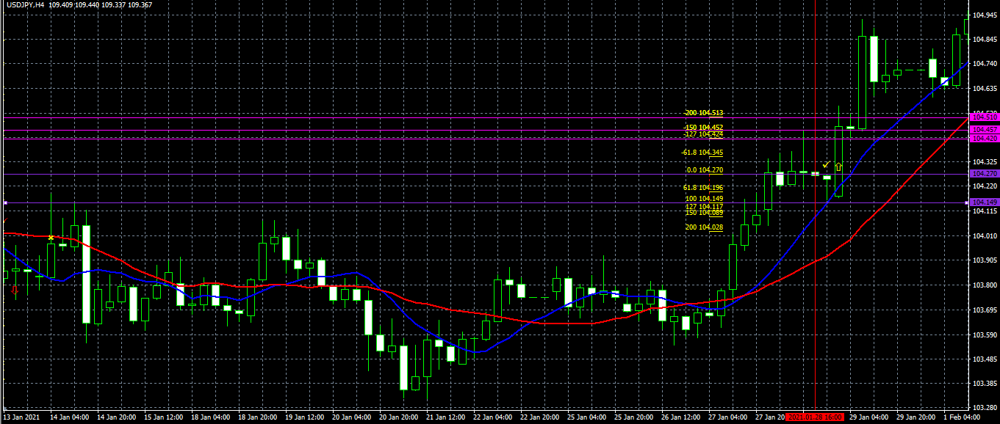 USDJPY,H4 109.409 109.440 109.337 109.367
104.945
104.845
104.740
104.635
104.530
104.510
104.457
104.420
104.325
104.270
104.220
104.149
104.115
104.010
103.905
103.800
103.695
103.590
103.485
103.385
103.280
-200 104.513
-150 104.452
-127 104.424
-61.8 104.345
0.0 104.270
61.8 104.196
100 104.149
127 104.117
150 104.089
200 104.028
13 Jan 2021
14 Jan 04:00
14 Jan 20:00
15 Jan 12:00
18 Jan 04:00
18 Jan 20:00
19 Jan 12:00
20 Jan 04:00
20 Jan 20:00
21 Jan 12:00
22 Jan 04:00
22 Jan 20:00
25 Jan 04:00
25 Jan 20:00
26 Jan 12:00
27 Jan 04:00
27 Jan 20
2021.01.28 16:00
29 Jan 04:00
29 Jan 20:00
1 Feb 04:00